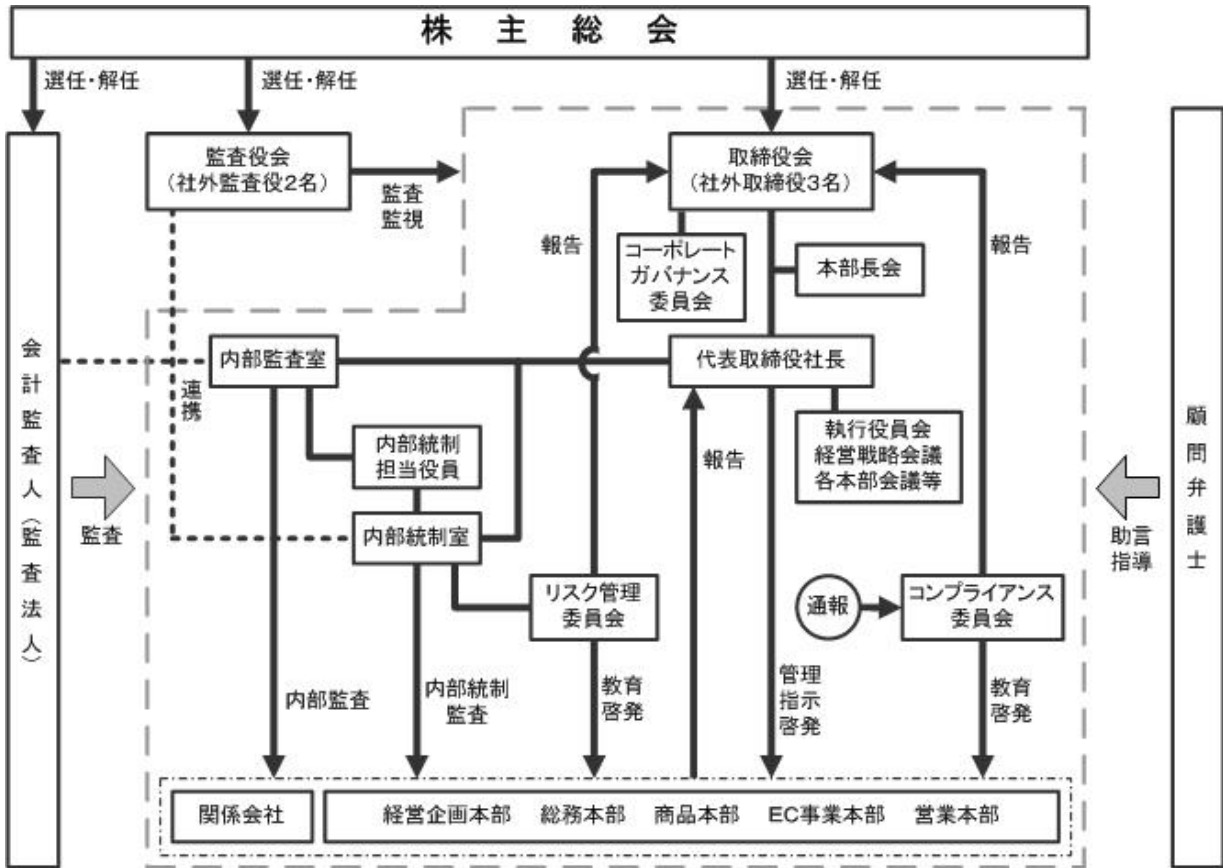 株主総会
選任・解任
選任・解任
選任・解任
監査役会
（社外監査役2名）
監査
監視
取締役会
（社外取締役3名）
報告
コーポレート
ガバナンス
委員会
本部長会
報告
会計監査人（監査法人）
顧問弁護士
内部監査室
代表取締役社長
連携
執行役員会
経営戦略会議
各本部会議等
内部統制
担当役員
報告
監査
内部統制室
助言
指導
リスク管理
委員会
通報
コンプライアンス
委員会
内部監査
内部統制
監査
教育
啓発
管理
指示
啓発
教育
啓発
関係会社
経営企画本部 総務本部 商品本部 EC事業本部 営業本部